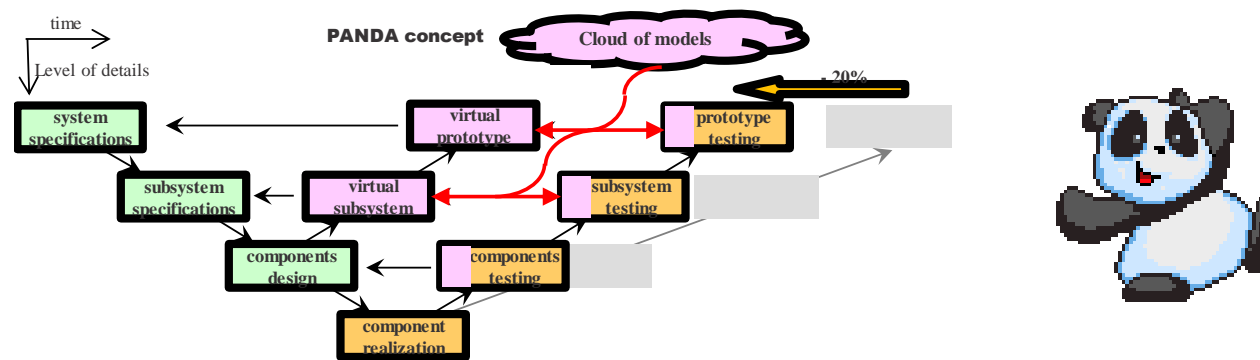 time
Level of details
PANDA concept
Cloud of models
- 20%
system
specifications
virtual
prototype
prototype
testing
subsystem
specifications
virtual
subsystem
subsystem
testing
components
design
components
testing
component
realization